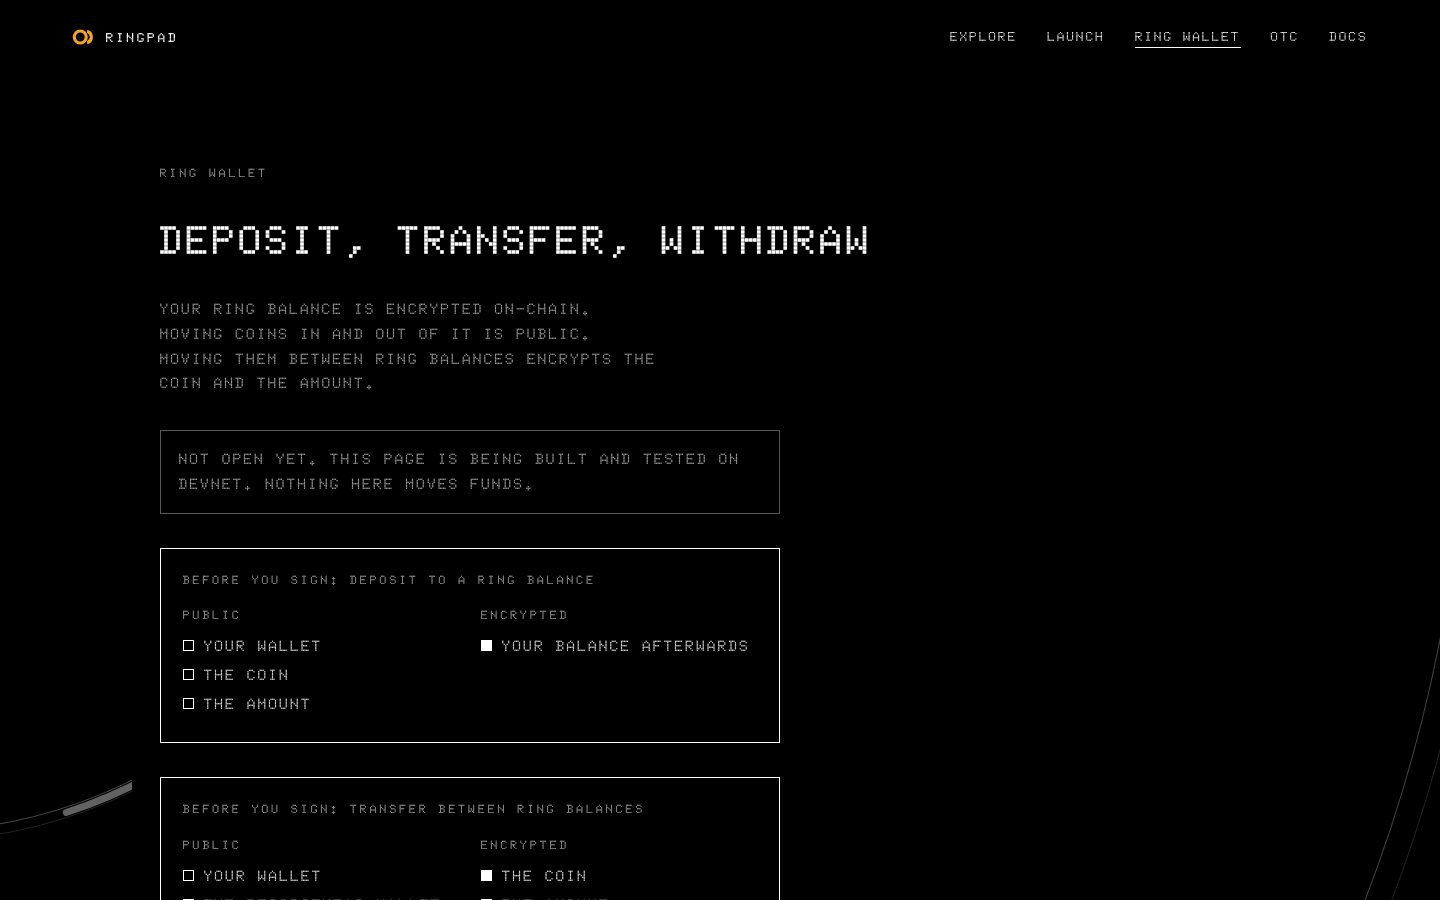 RINGPAD
EXPLORE LAUNCH RING WALLET OTC DOCS
RING WALLET
DEPOSIT, TRANSFER, WITHDRAW
YOUR RING BALANCE IS ENCRYPTED ON-CHAIN.
MOVING COINS IN AND OUT OF IT IS PUBLIC.
MOVING THEM BETWEEN RING BALANCES ENCRYPTS THE
COIN AND THE AMOUNT.
NOT OPEN YET. THIS PAGE IS BEING BUILT AND TESTED ON
DEVNET. NOTHING HERE MOVES FUNDS.
BEFORE YOU SIGN: DEPOSIT TO A RING BALANCE
PUBLIC ENCRYPTED
YOUR WALLET YOUR BALANCE AFTERWARDS
THE COIN
THE AMOUNT
BEFORE YOU SIGN: TRANSFER BETWEEN RING BALANCES
PUBLIC ENCRYPTED
YOUR WALLET THE COIN